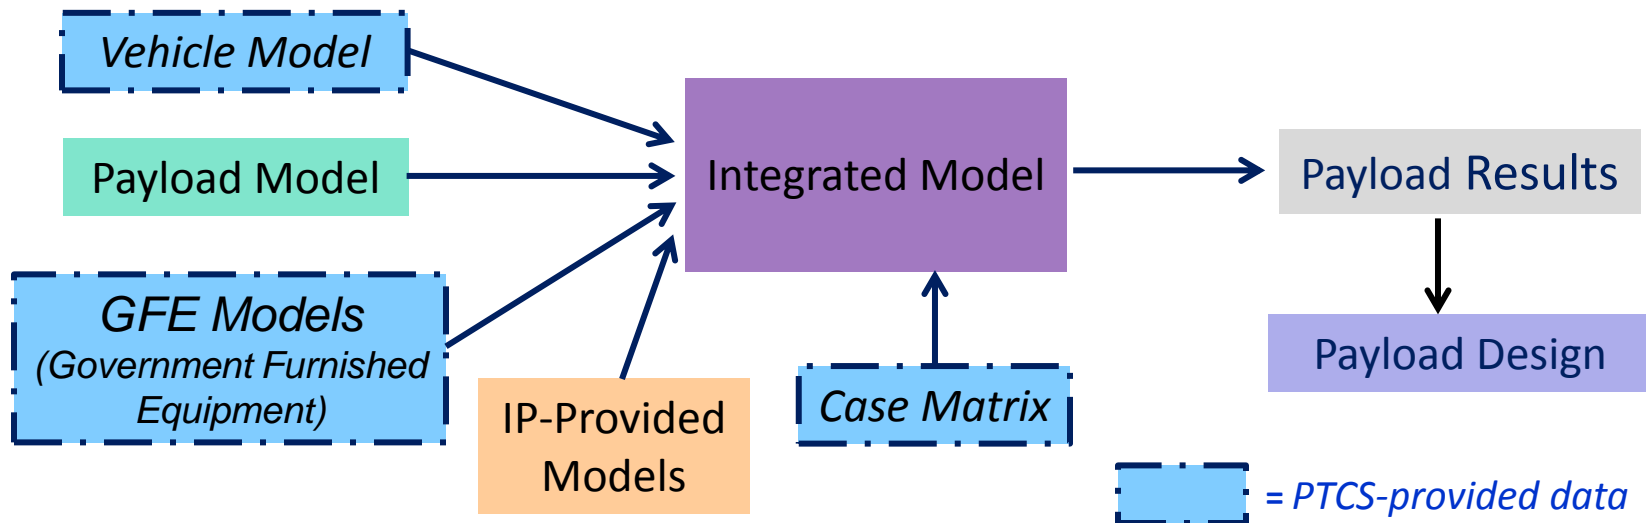 Vehicle Model
Payload Model
GFE Models
(Government Furnished
Equipment)
IP-Provided
Models
Integrated Model
Case Matrix
Payload Results
Payload Design
= PTCS-provided data